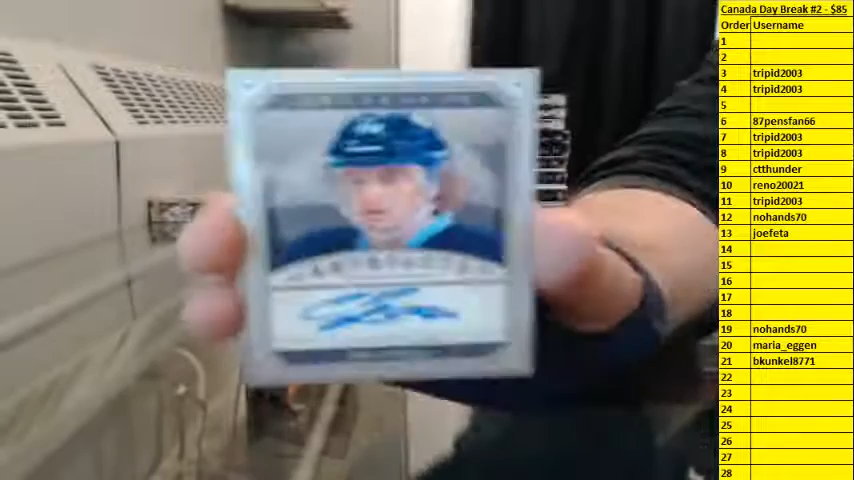 Canada Day Break #2 - $85
Order Username
1
2
3 tripid2003
4 tripid2003
5
6 87pensfan66
7 tripid2003
8 tripid2003
9 ctthunder
10 reno20021
11 tripid2003
12 nohands70
13 joefeta
14
15
16
17
18
19 nohands70
20 maria_eggen
21 bkunkel8771
22
23
24
25
26
27
28